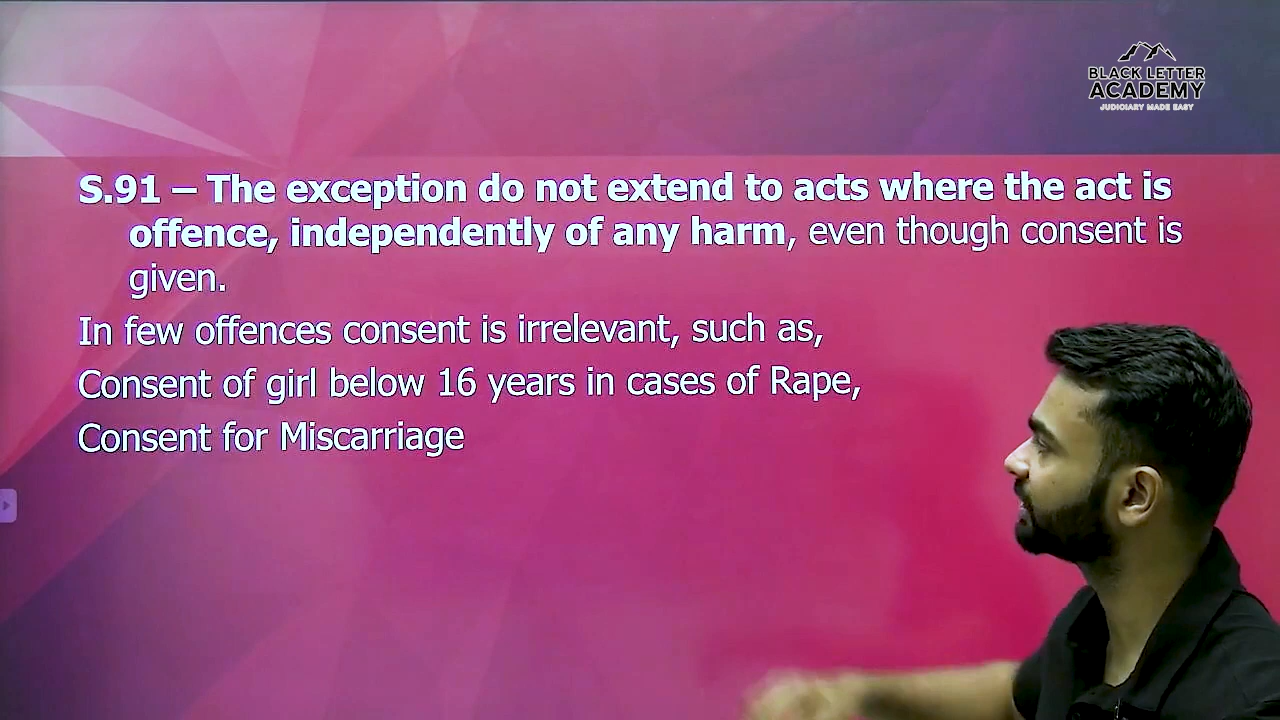 BLACK LETTER
ACADEMY
JUDICIARY MADE EASY
S.91 – The exception do not extend to acts where the act is
offence, independently of any harm, even though consent is
given.
In few offences consent is irrelevant, such as,
Consent of girl below 16 years in cases of Rape,
Consent for Miscarriage